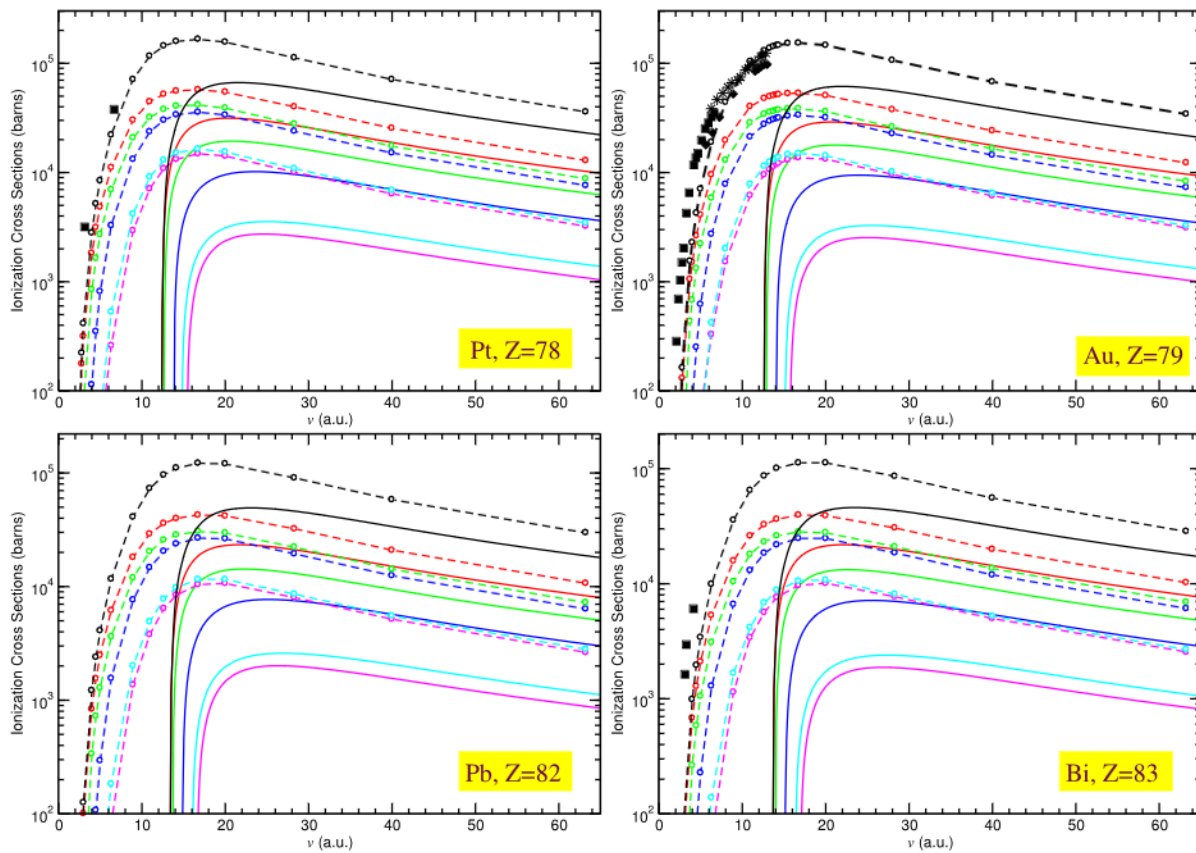 Ionization Cross Sections (barns)
10^5
10^4
10^3
10^2
Pt, Z=78
0 10 20 30 40 50 60
v (a.u.)
Ionization Cross Sections (barns)
10^5
10^4
10^3
10^2
Au, Z=79
0 10 20 30 40 50 60
v (a.u.)
Ionization Cross Sections (barns)
10^5
10^4
10^3
10^2
Pb, Z=82
0 10 20 30 40 50 60
v (a.u.)
Ionization Cross Sections (barns)
10^5
10^4
10^3
10^2
Bi, Z=83
0 10 20 30 40 50 60
v (a.u.)